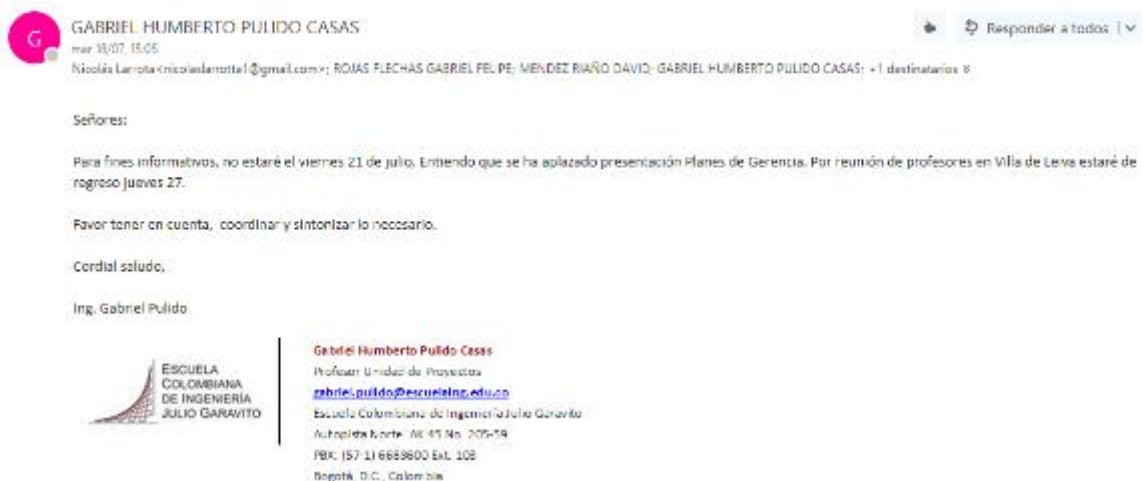 G
GABRIEL HUMBERTO PULIDO CASAS
Responder a todos
mar 18/07, 15:05
Nicolás Larrota<nicolaslarrotta1@gmail.com>; ROJAS FLECHAS GABRIEL FELIPE; MENDEZ RIAÑO DAVID; GABRIEL HUMBERTO PULIDO CASAS; +1 destinatarios
Señores:
Para fines informativos, no estaré el viernes 21 de julio. Entiendo que se ha aplazado presentación Planes de Gerencia. Por reunión de profesores en Villa de Leiva estaré de
regreso jueves 27.
Favor tener en cuenta, coordinar y sintonizar lo necesario.
Cordial saludo,
Ing. Gabriel Pulido
ESCUELA
COLOMBIANA
DE INGENIERÍA
JULIO GARAVITO
Gabriel Humberto Pulido Casas
Profesor Unidad de Proyectos
gabriel.pulido@escuelaing.edu.co
Escuela Colombiana de Ingeniería Julio Garavito
Autopista Norte AK 45 No. 205-59
PBX: (57-1) 6683600 Ext. 108
Bogotá, D.C., Colombia